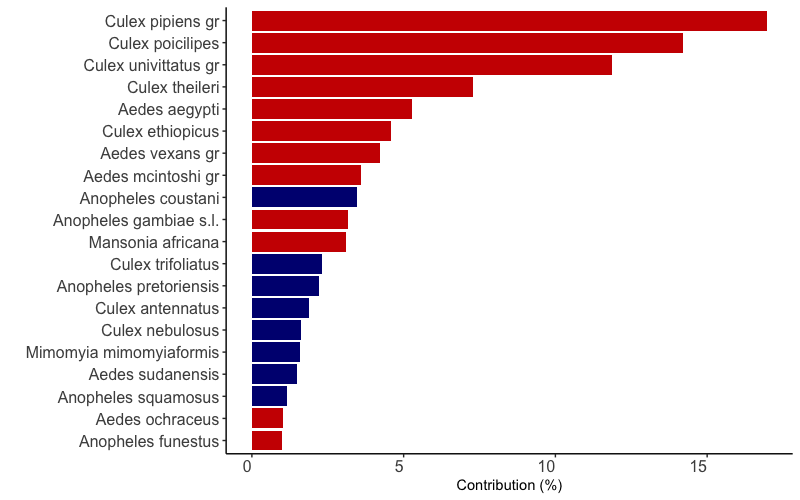 Culex pipiens gr
Culex poicilipes
Culex univittatus gr
Culex theileri
Aedes aegypti
Culex ethiopicus
Aedes vexans gr
Aedes mcintoshi gr
Anopheles coustani
Anopheles gambiae s.l.
Mansonia africana
Culex trifoliatus
Anopheles pretoriensis
Culex antennatus
Culex nebulosus
Mimomyia mimomyiaformis
Aedes sudanensis
Anopheles squamosus
Aedes ochraceus
Anopheles funestus
0 5 10 15
Contribution (%)